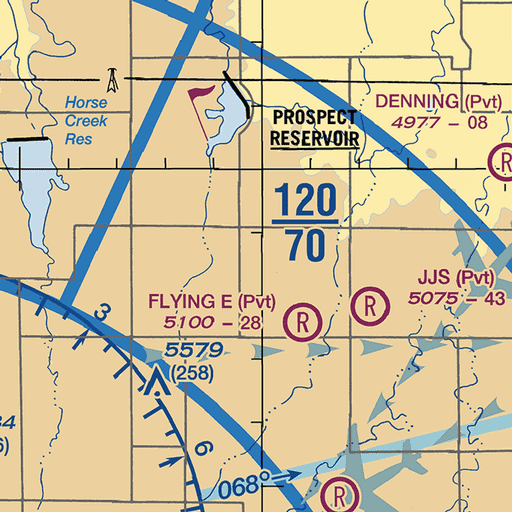 Horse
Creek
Res
PROSPECT
RESERVOIR
DENNING (Pvt)
4977 - 08
R
120
70
JJS (Pvt)
5075 - 43
FLYING E (Pvt)
5100 - 28
R
R
3
5579
(258)
6
068°
R